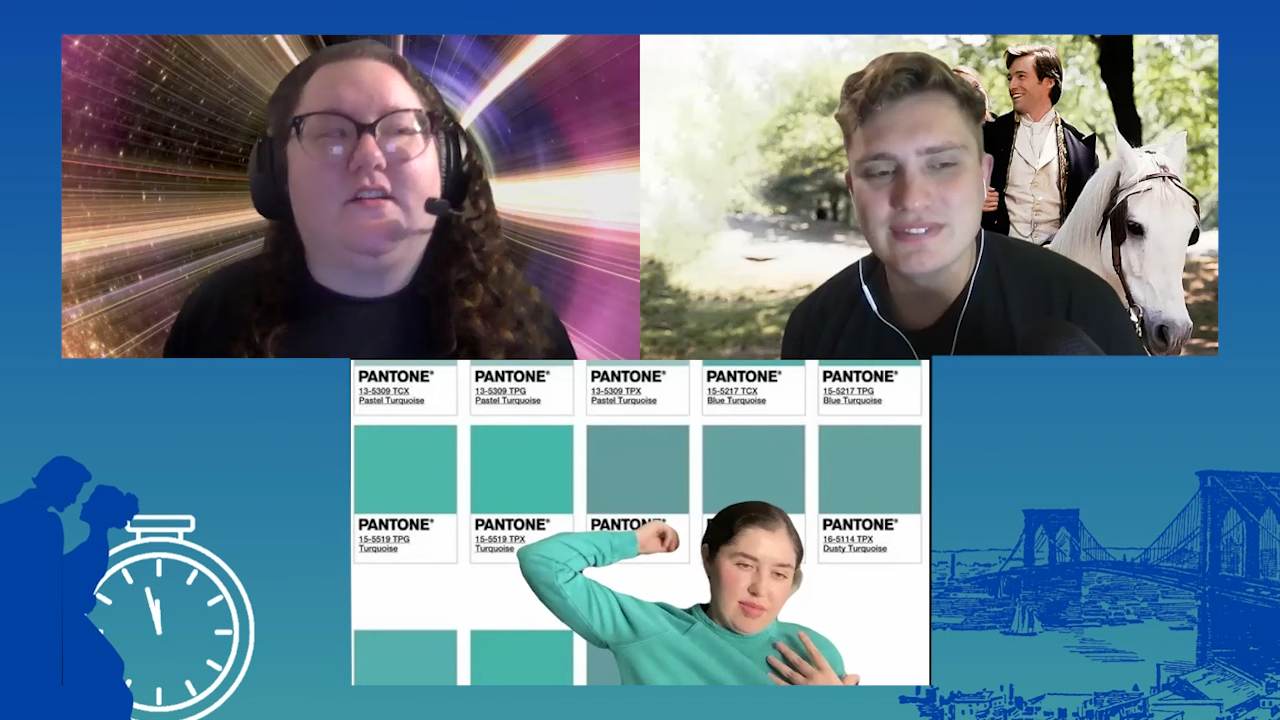 PANTONE®
13-5309 TCX
Pastel Turquoise
PANTONE®
13-5309 TPG
Pastel Turquoise
PANTONE®
13-5309 TPX
Pastel Turquoise
PANTONE®
15-5217 TCX
Blue Turquoise
PANTONE®
15-5217 TPG
Blue Turquoise
PANTONE®
15-5519 TPG
Turquoise
PANTONE®
15-5519 TPX
Turquoise
PANTONE®
16-5114 TPX
Dusty Turquoise